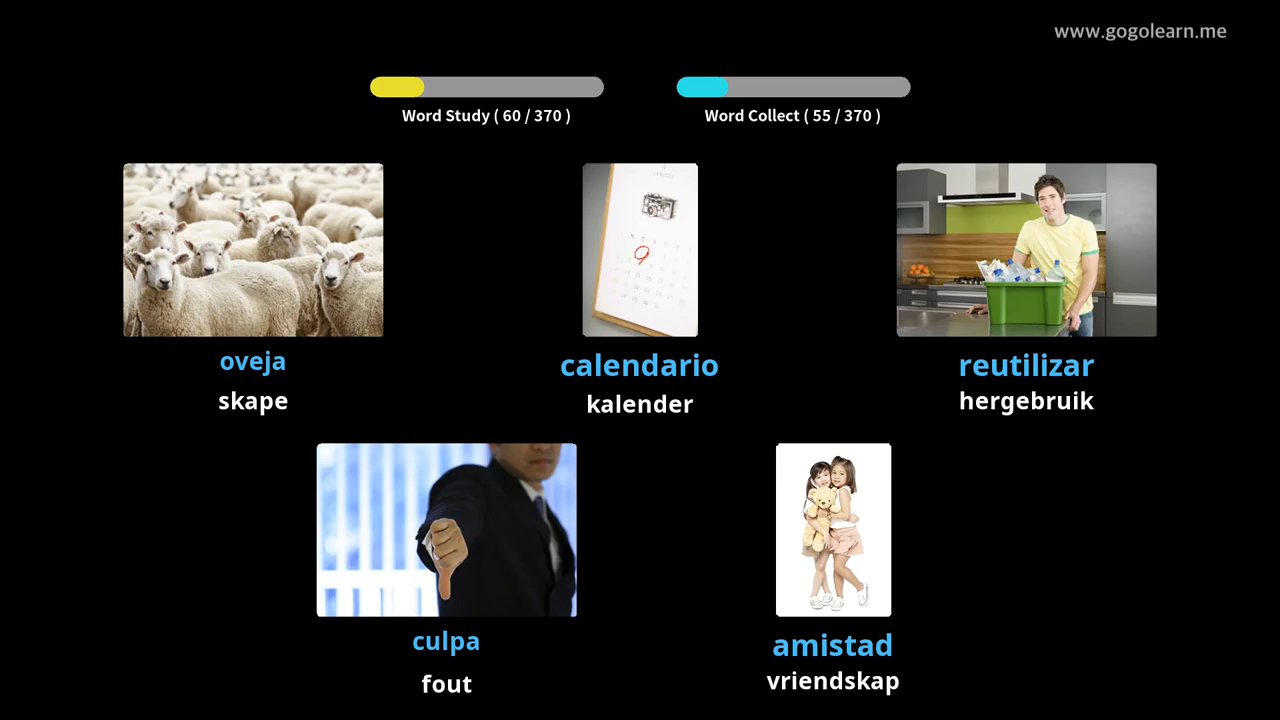 www.gogolearn.me
Word Study ( 60 / 370 )
Word Collect ( 55 / 370 )
oveja
skape
calendario
kalender
reutilizar
hergebruik
culpa
fout
amistad
vriendskap